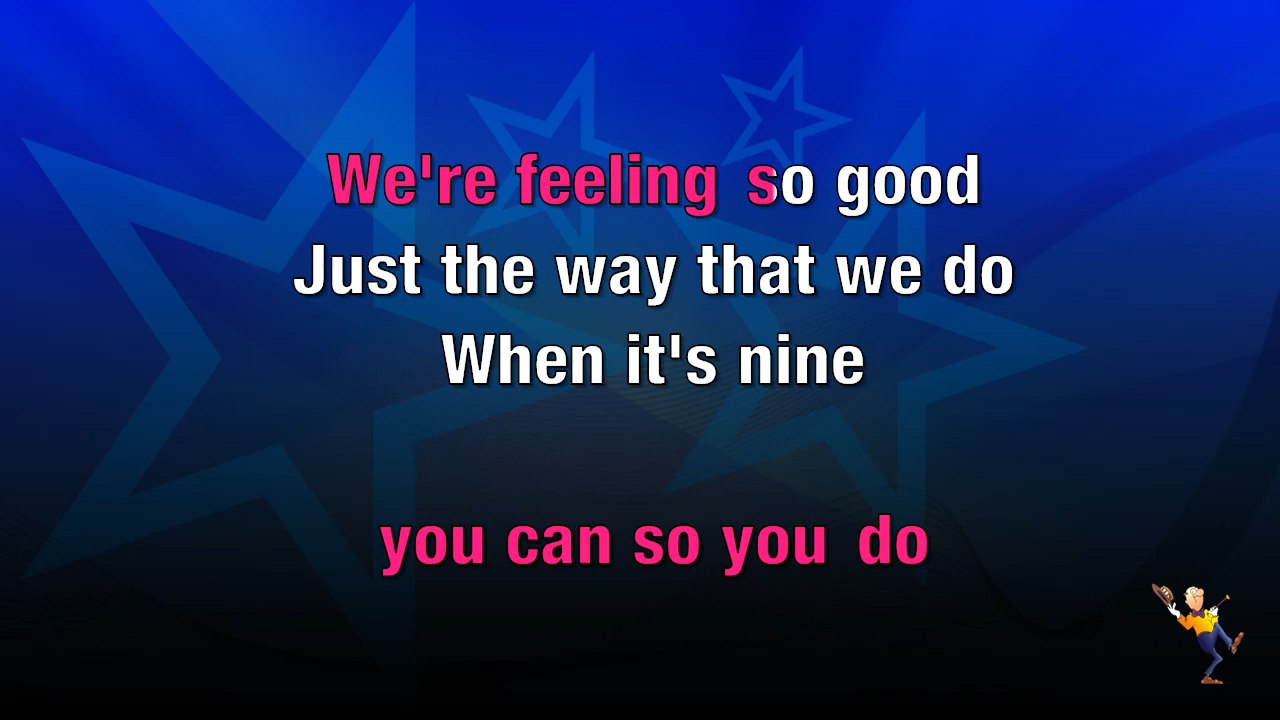 We're feeling so good
Just the way that we do
When it's nine
you can so you do